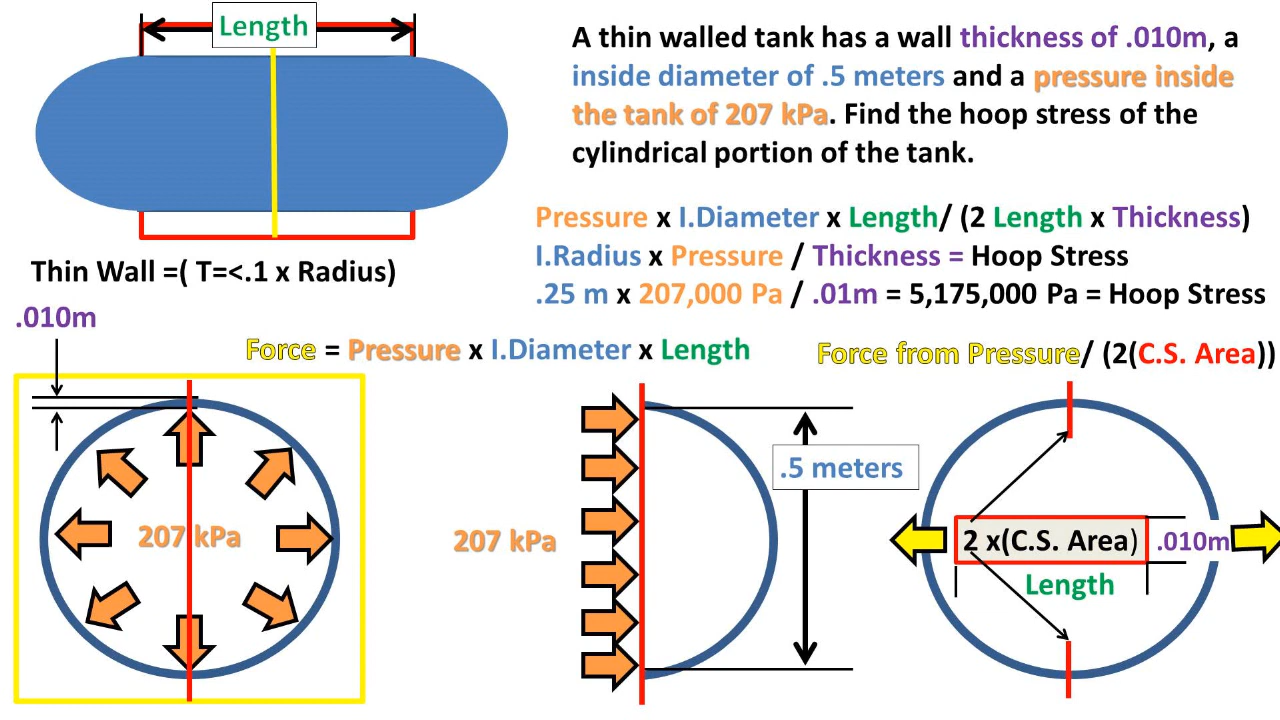 Length
A thin walled tank has a wall thickness of .010m, a
inside diameter of .5 meters and a pressure inside
the tank of 207 kPa. Find the hoop stress of the
cylindrical portion of the tank.
Pressure x I.Diameter x Length/ (2 Length x Thickness)
I.Radius x Pressure / Thickness = Hoop Stress
.25 m x 207,000 Pa / .01m = 5,175,000 Pa = Hoop Stress
Thin Wall =( T=<.1 x Radius)
.010m
Force = Pressure x I.Diameter x Length
Force from Pressure/ (2(C.S. Area))
207 kPa
207 kPa
.5 meters
2 x(C.S. Area)
.010m
Length